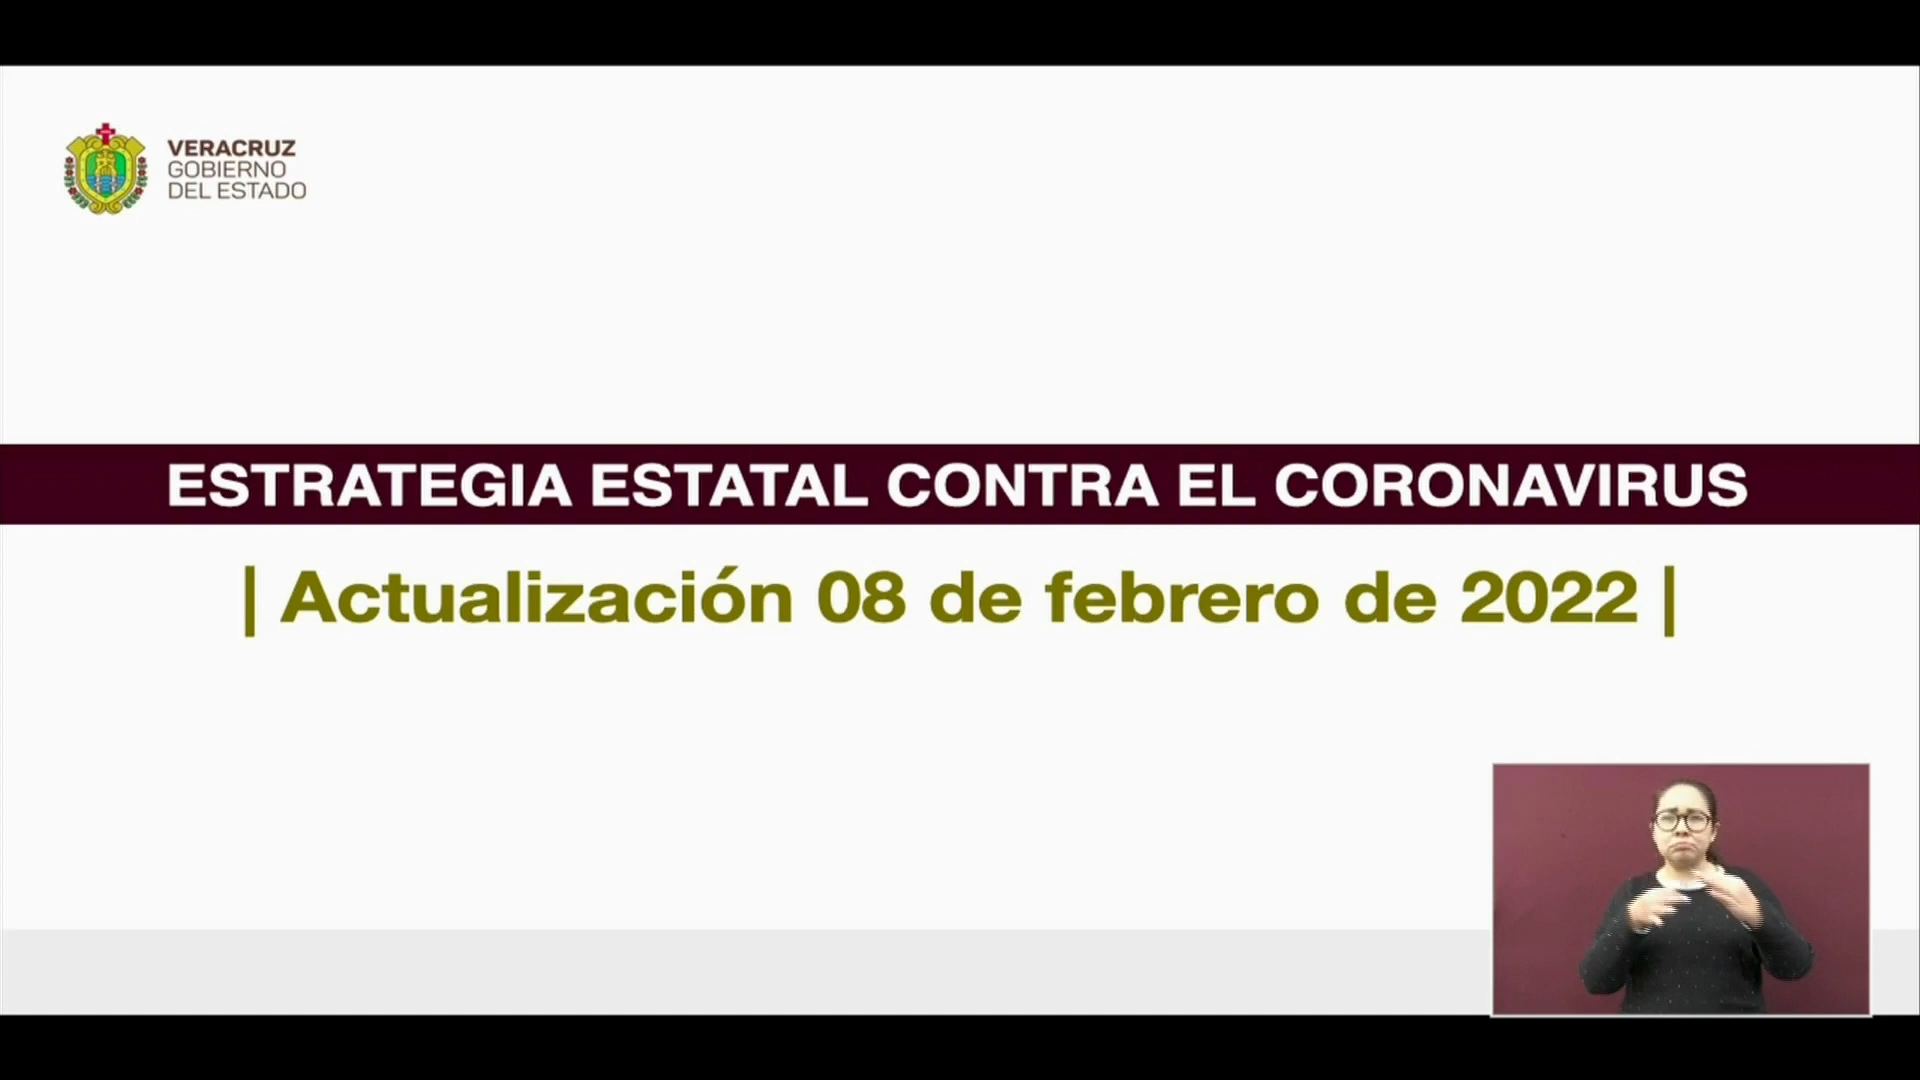 VERACRUZ
GOBIERNO
DEL ESTADO
ESTRATEGIA ESTATAL CONTRA EL CORONAVIRUS
| Actualización 08 de febrero de 2022 |